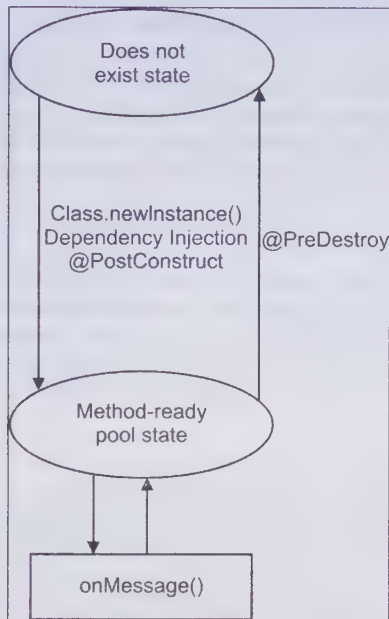 Does not
exist state
Class.newInstance()
Dependency Injection
@PostConstruct
@PreDestroy
Method-ready
pool state
onMessage()